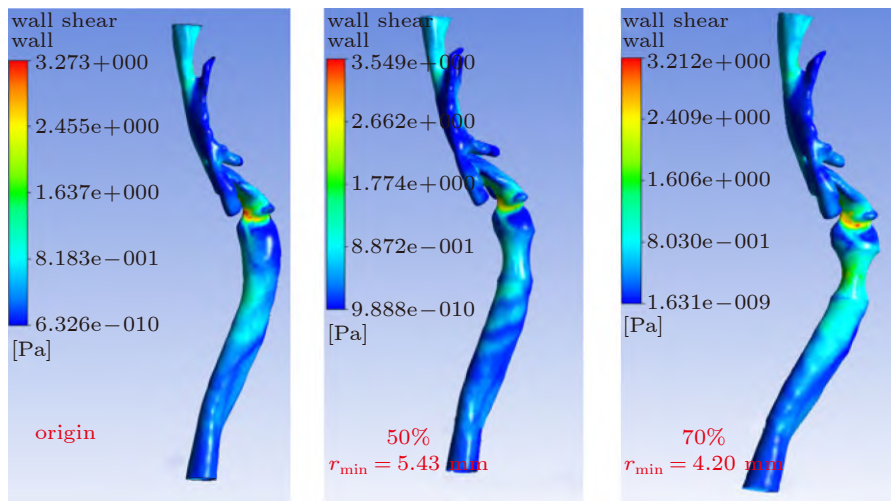 wall shear
wall
3.273+000
2.455e+000
1.637e+000
8.183e−001
6.326e−010
[Pa]
origin
wall shear
wall
3.549e+000
2.662e+000
1.774e+000
8.872e−001
9.888e−010
[Pa]
50%
r_min = 5.43 mm
wall shear
wall
3.212e+000
2.409e+000
1.606e+000
8.030e−001
1.631e−009
[Pa]
70%
r_min = 4.20 mm